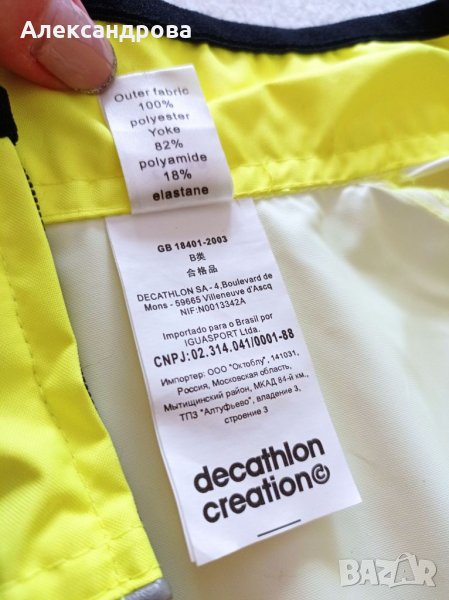 Александрова
Outer fabric
100%
polyester
Yoke
82%
polyamide
18%
elastane
GB 18401-2003
B类
合格品
DECATHLON SA - 4,Boulevard de
Mons - 59665 Villeneuve d'Ascq
NIF:N0013342A
Importado para o Brasil por
IGUASPORT Ltda.
CNPJ:02.314.041/0001-88
Импортер: ООО "Октоблу", 141031,
Россия, Московская область,
Мытищинский район, МКАД 84-й км.,
ТПЗ "Алтуфьево", владение 3,
строение 3
decathlon
creation©
BAZAR